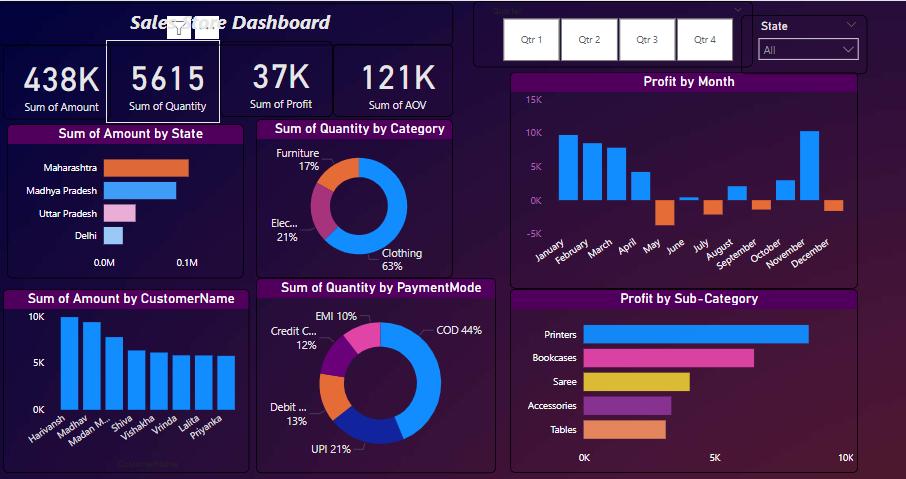 Sales Store Dashboard
Quarter
Qtr 1
Qtr 2
Qtr 3
Qtr 4
State
All
438K
Sum of Amount
5615
Sum of Quantity
37K
Sum of Profit
121K
Sum of AOV
Sum of Amount by State
Maharashtra
Madhya Pradesh
Uttar Pradesh
Delhi
0.0M
0.1M
Sum of Quantity by Category
Furniture
17%
Elec...
21%
Clothing
63%
Profit by Month
15K
10K
5K
0K
-5K
January
February
March
April
May
June
July
August
September
October
November
December
Sum of Amount by CustomerName
10K
5K
0K
Harivansh
Madhav
Madan M...
Shiva
Vishakha
Vrinda
Lalita
Priyanka
CustomerName
Sum of Quantity by PaymentMode
EMI 10%
Credit C...
12%
Debit ...
13%
UPI 21%
COD 44%
Profit by Sub-Category
Printers
Bookcases
Saree
Accessories
Tables
0K
5K
10K